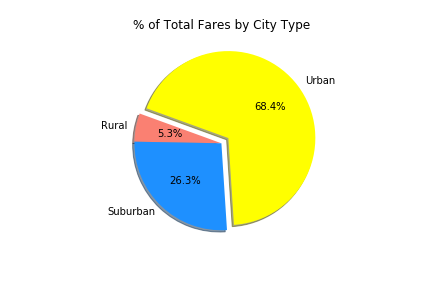 % of Total Fares by City Type
Urban
68.4%
Rural
5.3%
26.3%
Suburban